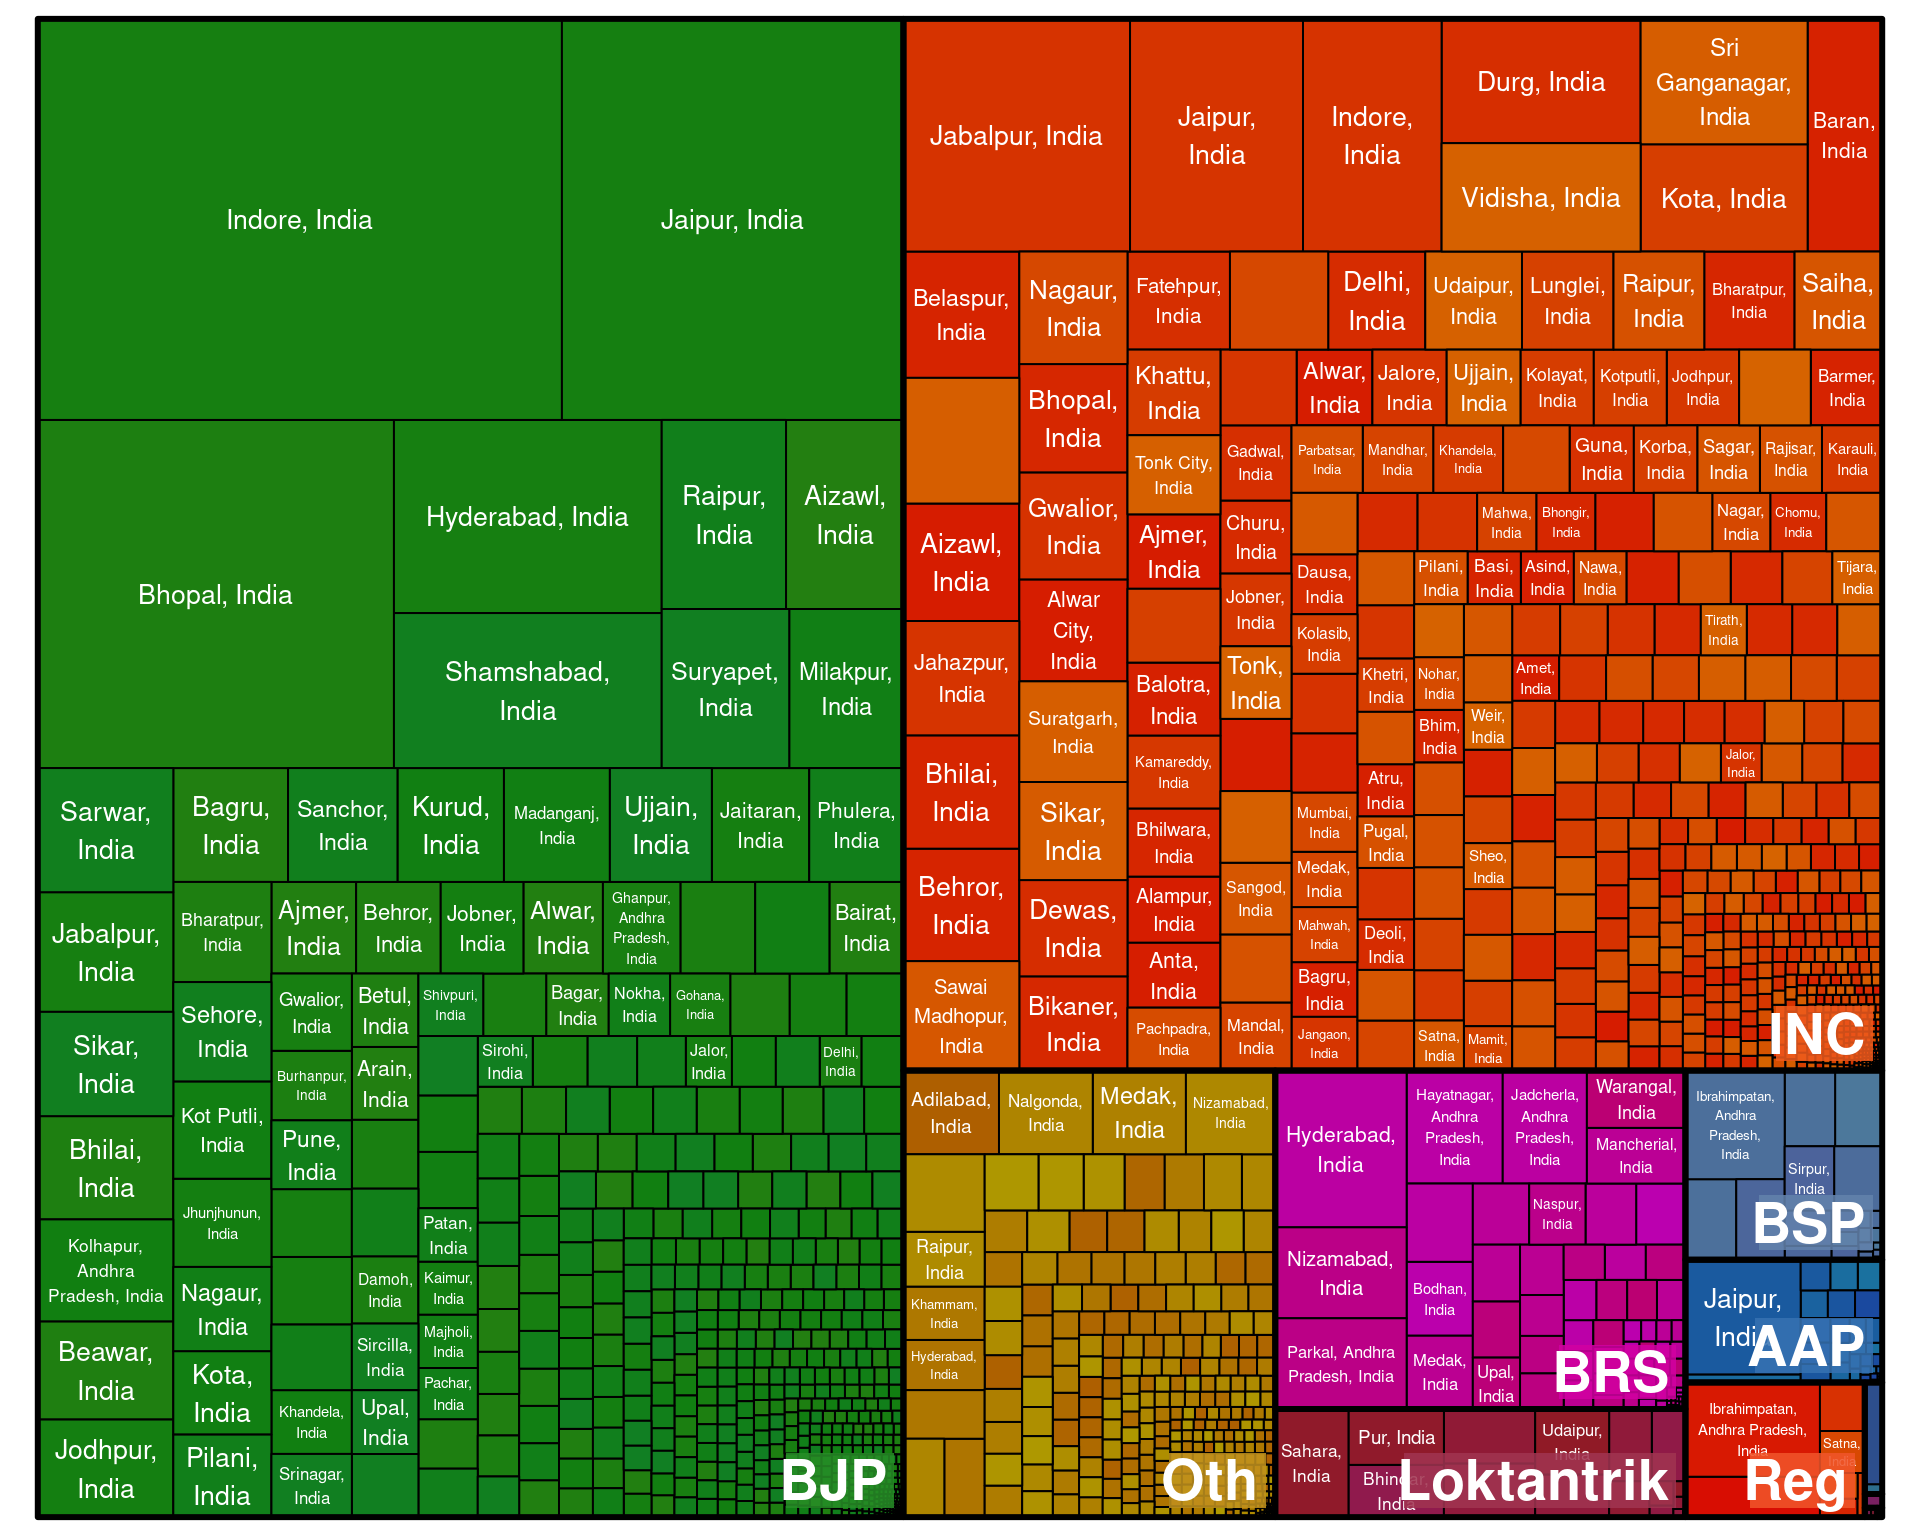 Indore, India
Jaipur, India
Bhopal, India
Hyderabad, India
Raipur,
India
Aizawl,
India
Shamshabad,
India
Suryapet,
India
Milakpur,
India
Sarwar,
India
Bagru,
India
Sanchor,
India
Kurud,
India
Madanganj,
India
Ujjain,
India
Jaitaran,
India
Phulera,
India
Jabalpur,
India
Bharatpur,
India
Ajmer,
India
Behror,
India
Jobner,
India
Alwar,
India
Ghanpur,
Andhra
Pradesh,
India
Bairat,
India
Sikar,
India
Sehore,
India
Gwalior,
India
Betul,
India
Shivpuri,
India
Bagar,
India
Nokha,
India
Gohana,
India
Sirohi,
India
Jalor,
India
Delhi,
India
Burhanpur,
India
Arain,
India
Bhilai,
India
Kot Putli,
India
Pune,
India
Jhunjhunun,
India
Patan,
India
Kolhapur,
Andhra
Pradesh, India
Nagaur,
India
Damoh,
India
Kaimur,
India
Beawar,
India
Kota,
India
Sircilla,
India
Majholi,
India
Khandela,
India
Upal,
India
Pachar,
India
Jodhpur,
India
Pilani,
India
Srinagar,
India
BJP
Jabalpur, India
Jaipur,
India
Indore,
India
Durg, India
Sri
Ganganagar,
India
Baran,
India
Vidisha, India
Kota, India
Belaspur,
India
Nagaur,
India
Fatehpur,
India
Delhi,
India
Udaipur,
India
Lunglei,
India
Raipur,
India
Bharatpur,
India
Saiha,
India
Bhopal,
India
Khattu,
India
Alwar,
India
Jalore,
India
Ujjain,
India
Kolayat,
India
Kotputli,
India
Jodhpur,
India
Barmer,
India
Tonk City,
India
Gadwal,
India
Parbatsar,
India
Mandhar,
India
Khandela,
India
Guna,
India
Korba,
India
Sagar,
India
Rajisar,
India
Karauli,
India
Aizawl,
India
Gwalior,
India
Ajmer,
India
Churu,
India
Mahwa,
India
Bhongir,
India
Nagar,
India
Chomu,
India
Alwar
City,
India
Jobner,
India
Dausa,
India
Pilani,
India
Basi,
India
Asind,
India
Nawa,
India
Tijara,
India
Jahazpur,
India
Balotra,
India
Tonk,
India
Kolasib,
India
Khetri,
India
Nohar,
India
Amet,
India
Tirath,
India
Suratgarh,
India
Bhim,
India
Weir,
India
Jalor,
India
Bhilai,
India
Kamareddy,
India
Atru,
India
Sikar,
India
Bhilwara,
India
Mumbai,
India
Pugal,
India
Behror,
India
Dewas,
India
Alampur,
India
Sangod,
India
Medak,
India
Sheo,
India
Anta,
India
Mahwah,
India
Deoli,
India
Sawai
Madhopur,
India
Bikaner,
India
Pachpadra,
India
Mandal,
India
Bagru,
India
Jangaon,
India
Satna,
India
Mamit,
India
INC
Adilabad,
India
Nalgonda,
India
Medak,
India
Nizamabad,
India
Raipur,
India
Khammam,
India
Hyderabad,
India
Oth
Hyderabad,
India
Hayatnagar,
Andhra
Pradesh,
India
Jadcherla,
Andhra
Pradesh,
India
Warangal,
India
Mancherial,
India
Naspur,
India
Nizamabad,
India
Bodhan,
India
Parkal, Andhra
Pradesh, India
Medak,
India
Upal,
India
BRS
Sahara,
India
Pur, India
Bhindar,
India
Udaipur,
India
Loktantrik
Ibrahimpatan,
Andhra
Pradesh,
India
Sirpur,
India
BSP
Jaipur,
India
AAP
Ibrahimpatan,
Andhra Pradesh,
India
Satna,
India
Reg